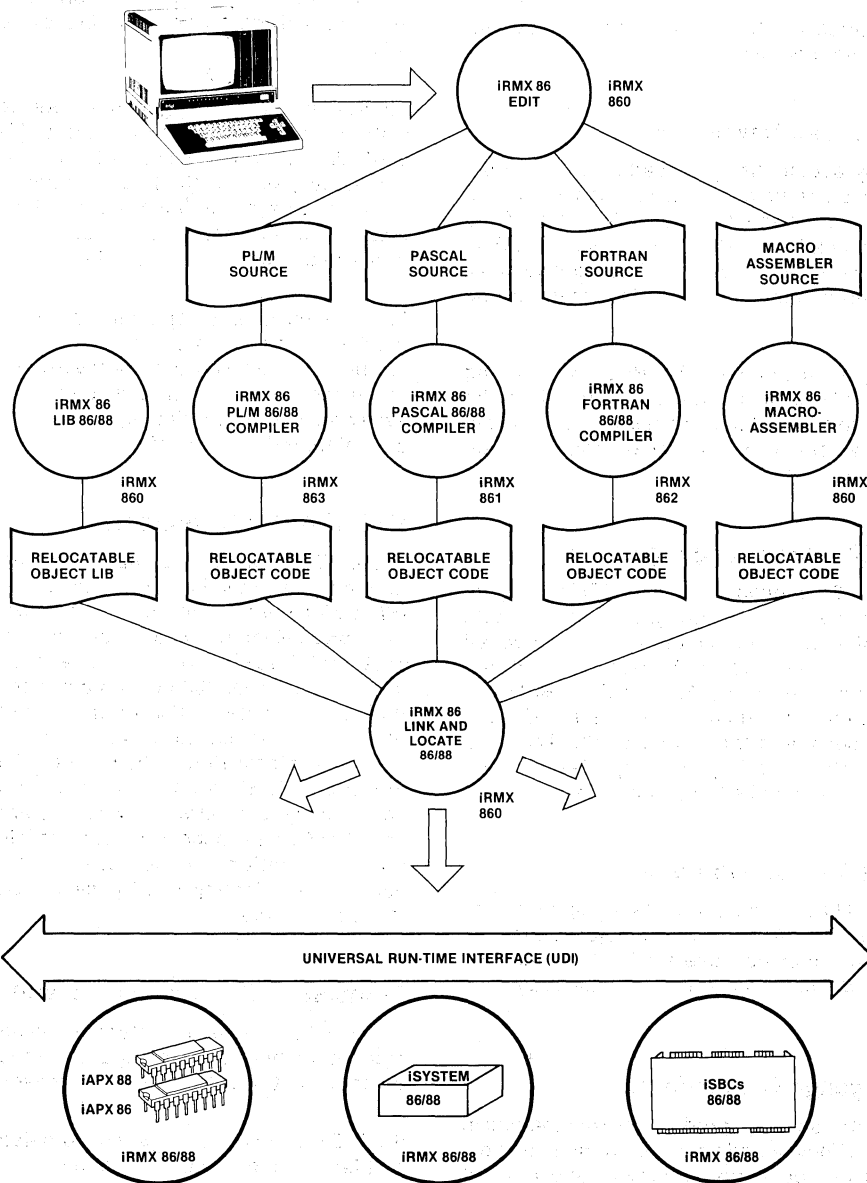 iRMX 86
EDIT
iRMX
860
PL/M
SOURCE
PASCAL
SOURCE
FORTRAN
SOURCE
MACRO
ASSEMBLER
SOURCE
iRMX 86
LIB 86/88
iRMX 86
PL/M 86/88
COMPILER
iRMX 86
PASCAL 86/88
COMPILER
iRMX 86
FORTRAN
86/88
COMPILER
iRMX 86
MACRO-
ASSEMBLER
iRMX
860
iRMX
863
iRMX
861
iRMX
862
iRMX
860
RELOCATABLE
OBJECT LIB
RELOCATABLE
OBJECT CODE
RELOCATABLE
OBJECT CODE
RELOCATABLE
OBJECT CODE
RELOCATABLE
OBJECT CODE
iRMX 86
LINK AND
LOCATE
86/88
iRMX
860
UNIVERSAL RUN-TIME INTERFACE (UDI)
iAPX 88
iAPX 86
iRMX 86/88
iSYSTEM
86/88
iRMX 86/88
iSBCs
86/88
iRMX 86/88